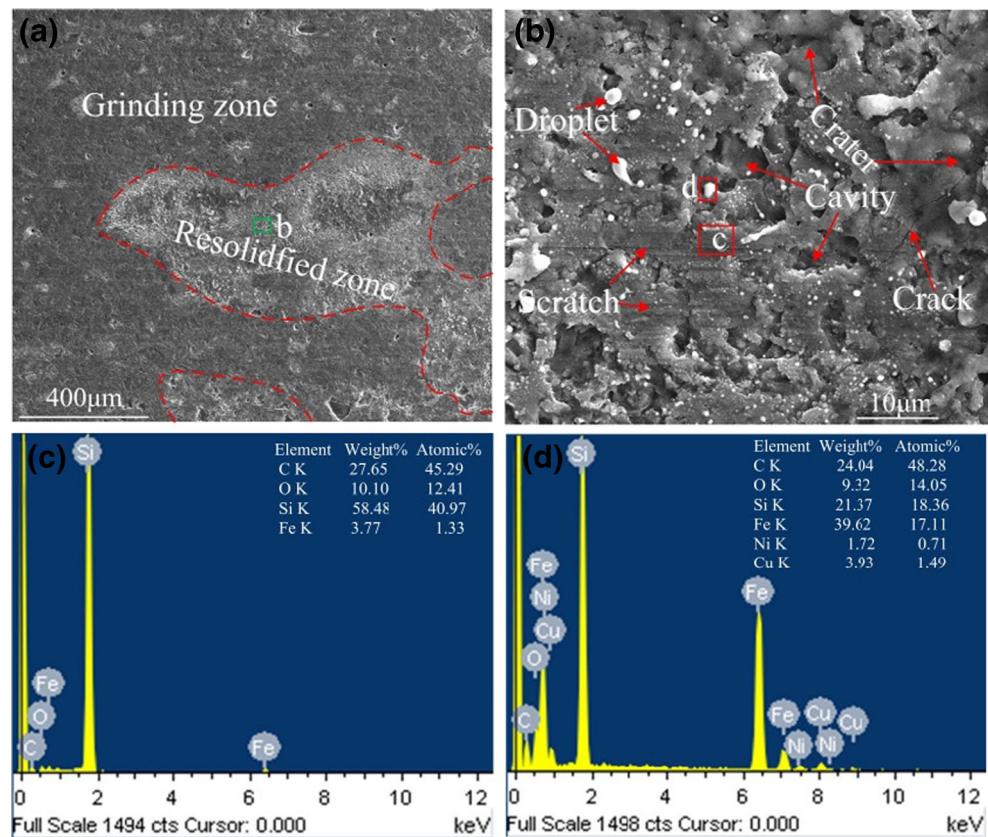 (a)
Grinding zone
b
Resolidfied zone
400μm
(b)
Droplet
Crater
d
Cavity
c
Scratch
Crack
10μm
(c)
Si
Element Weight% Atomic%
C K 27.65 45.29
O K 10.10 12.41
Si K 58.48 40.97
Fe K 3.77 1.33
Fe
O
C
Fe
0 2 4 6 8 10 12
Full Scale 1494 cts Cursor: 0.000 keV
(d)
Si
Element Weight% Atomic%
C K 24.04 48.28
O K 9.32 14.05
Si K 21.37 18.36
Fe K 39.62 17.11
Ni K 1.72 0.71
Cu K 3.93 1.49
Fe
Ni
Cu
O
C
Fe
Fe
Ni
Cu
Ni
Cu
0 2 4 6 8 10 12
Full Scale 1498 cts Cursor: 0.000 keV